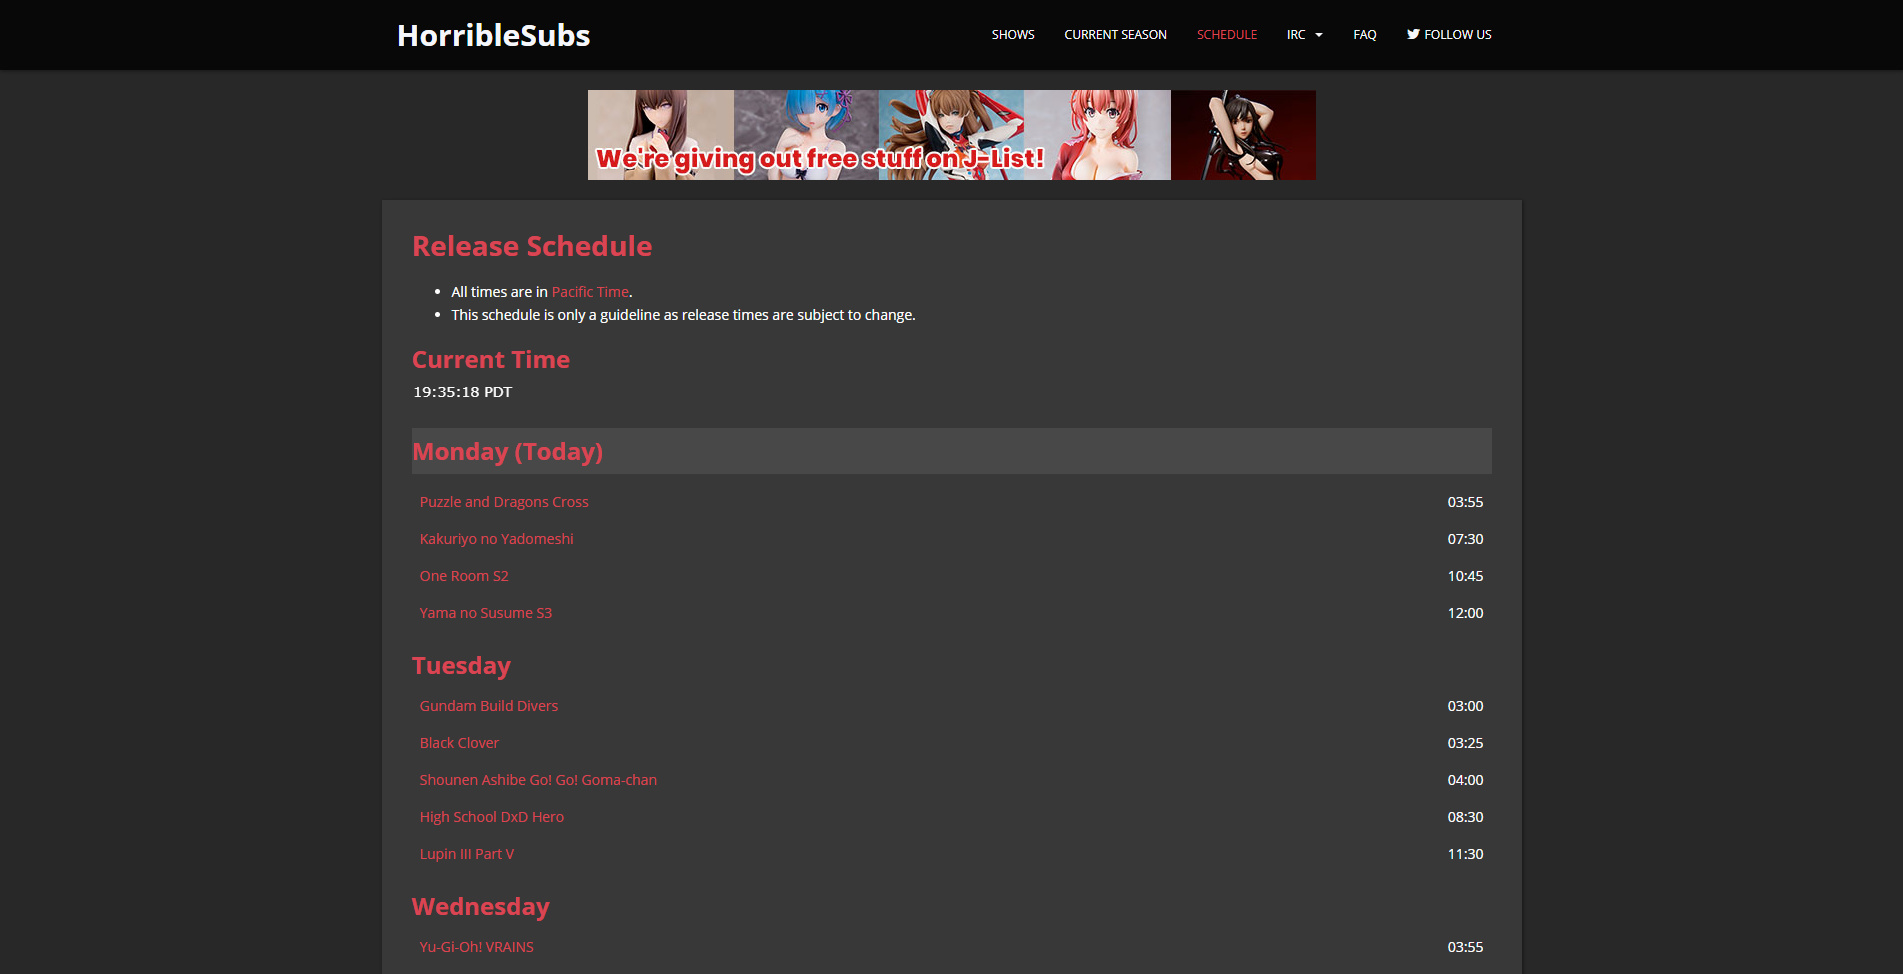 HorribleSubs
SHOWS CURRENT SEASON SCHEDULE IRC FAQ FOLLOW US
We're giving out free stuff on J-List!
Release Schedule
• All times are in Pacific Time.
• This schedule is only a guideline as release times are subject to change.
Current Time
19:35:18 PDT
Monday (Today)
Puzzle and Dragons Cross 03:55
Kakuriyo no Yadomeshi 07:30
One Room S2 10:45
Yama no Susume S3 12:00
Tuesday
Gundam Build Divers 03:00
Black Clover 03:25
Shounen Ashibe Go! Go! Goma-chan 04:00
High School DxD Hero 08:30
Lupin III Part V 11:30
Wednesday
Yu-Gi-Oh! VRAINS 03:55